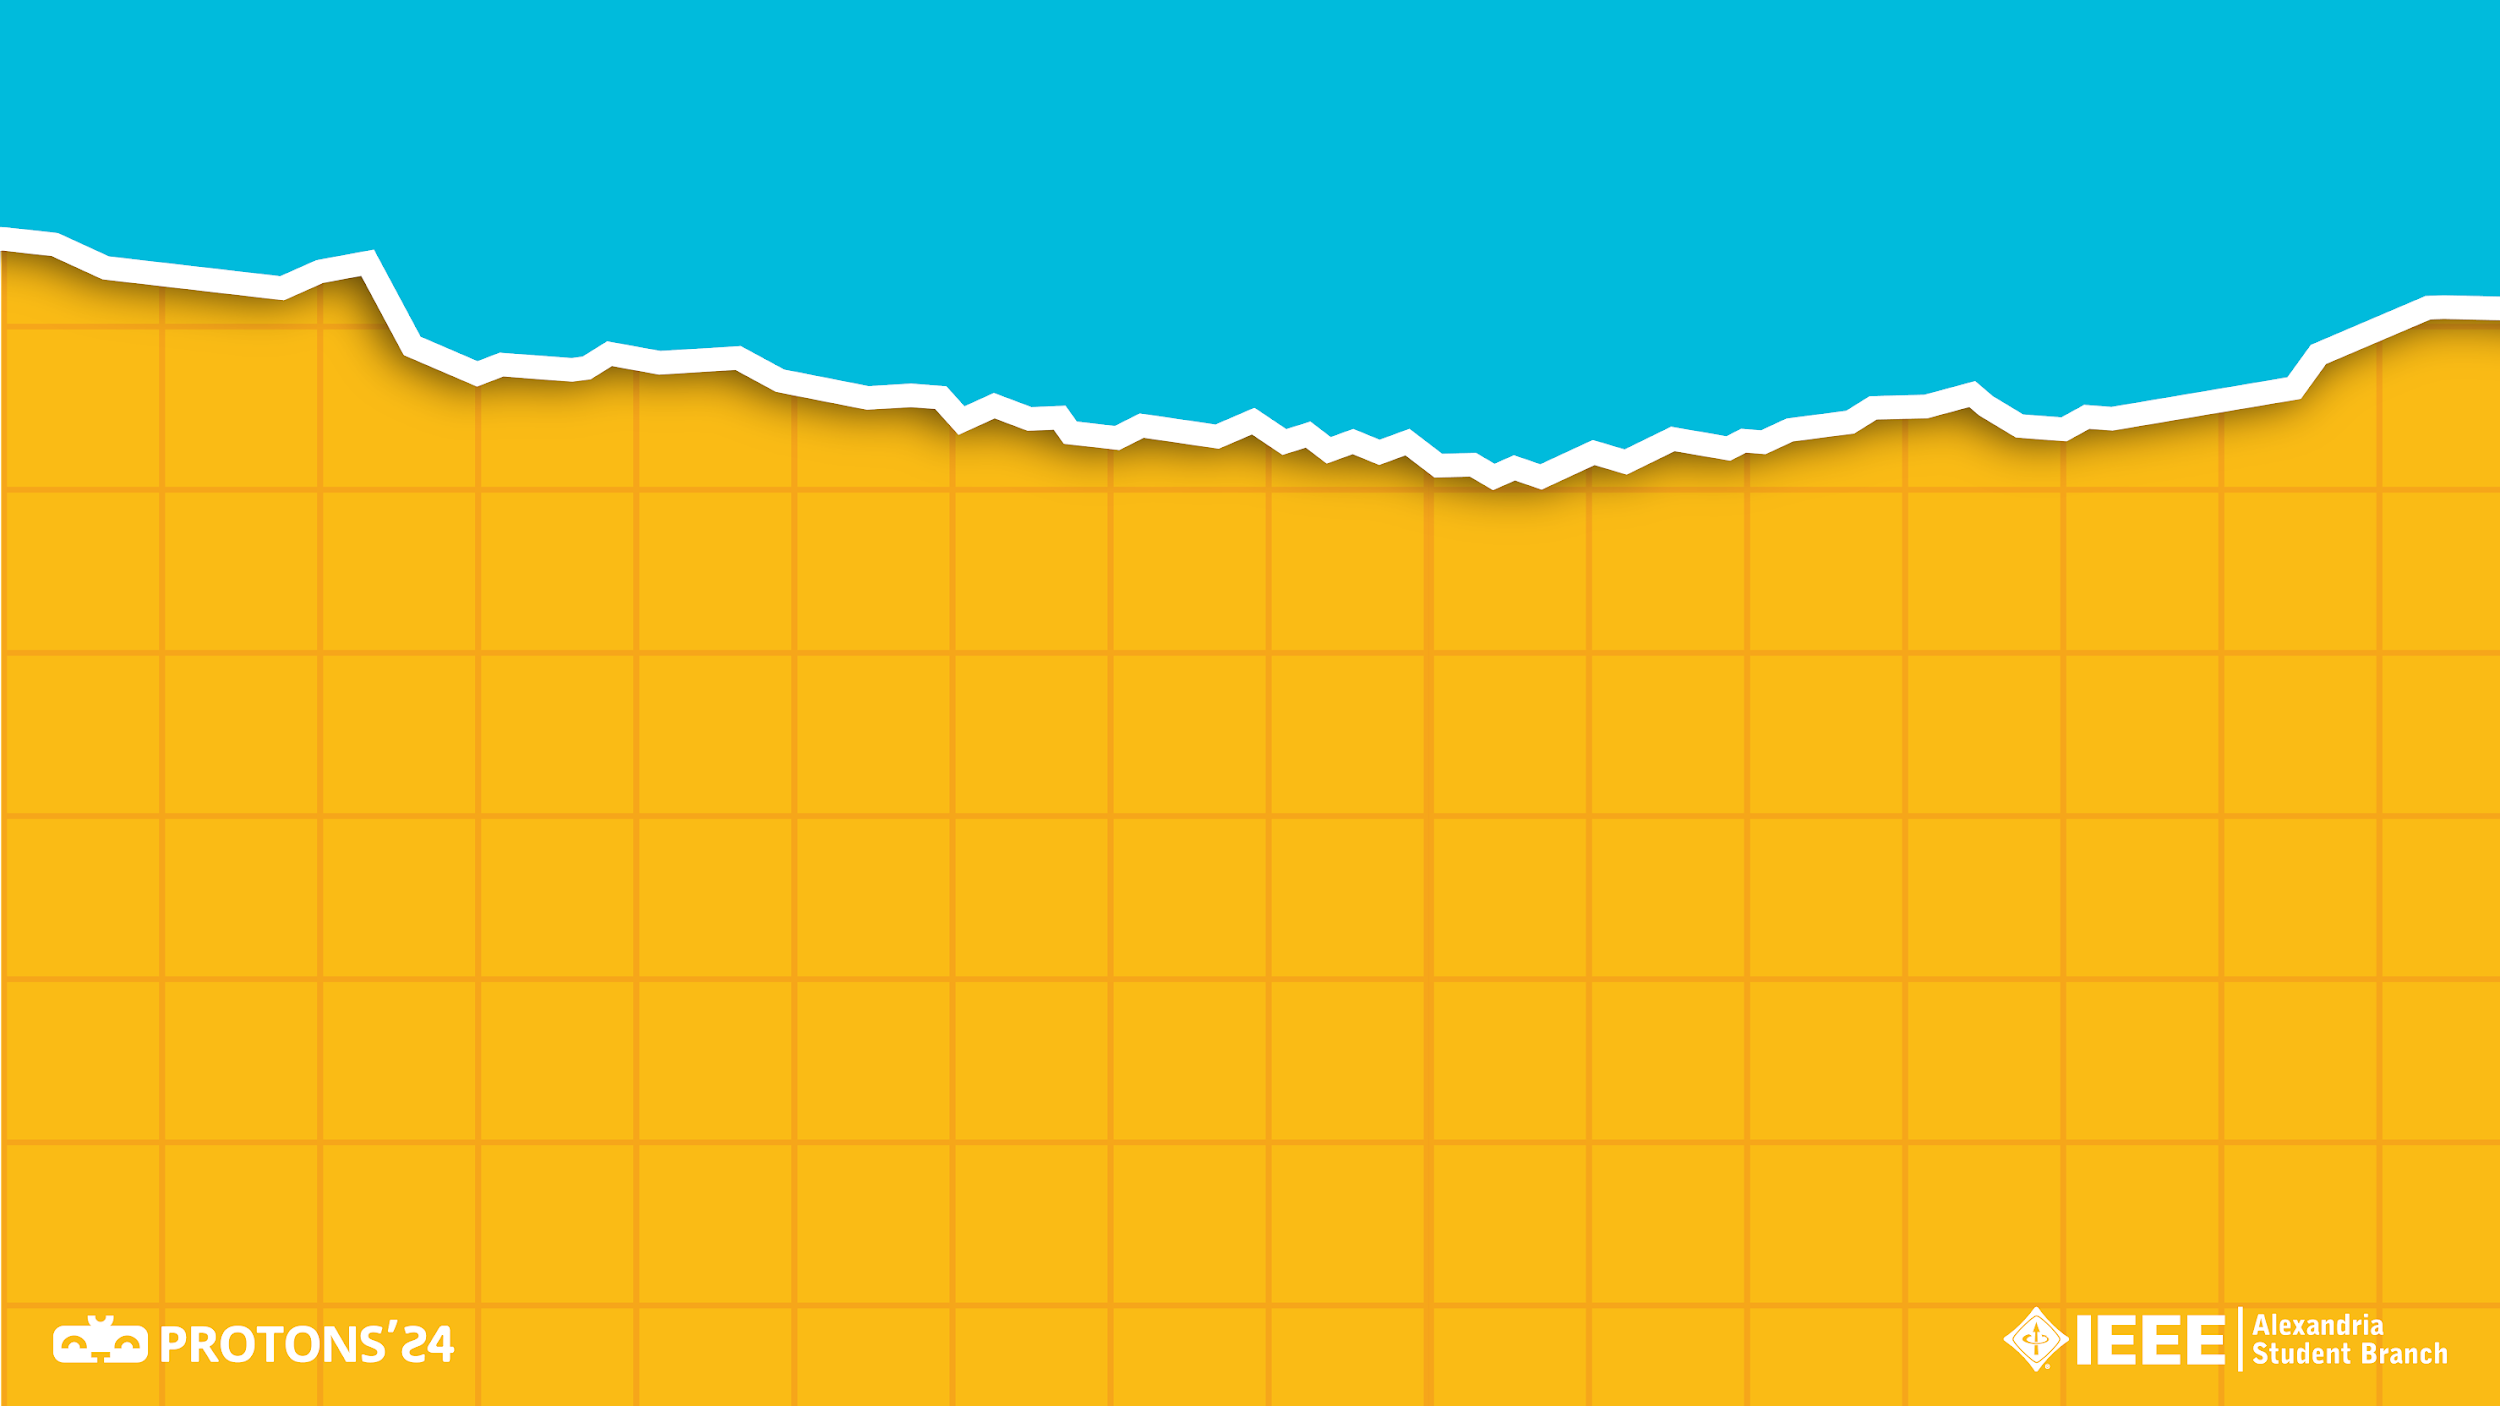 PROTONS'24
IEEE
Alexandria
Student Branch